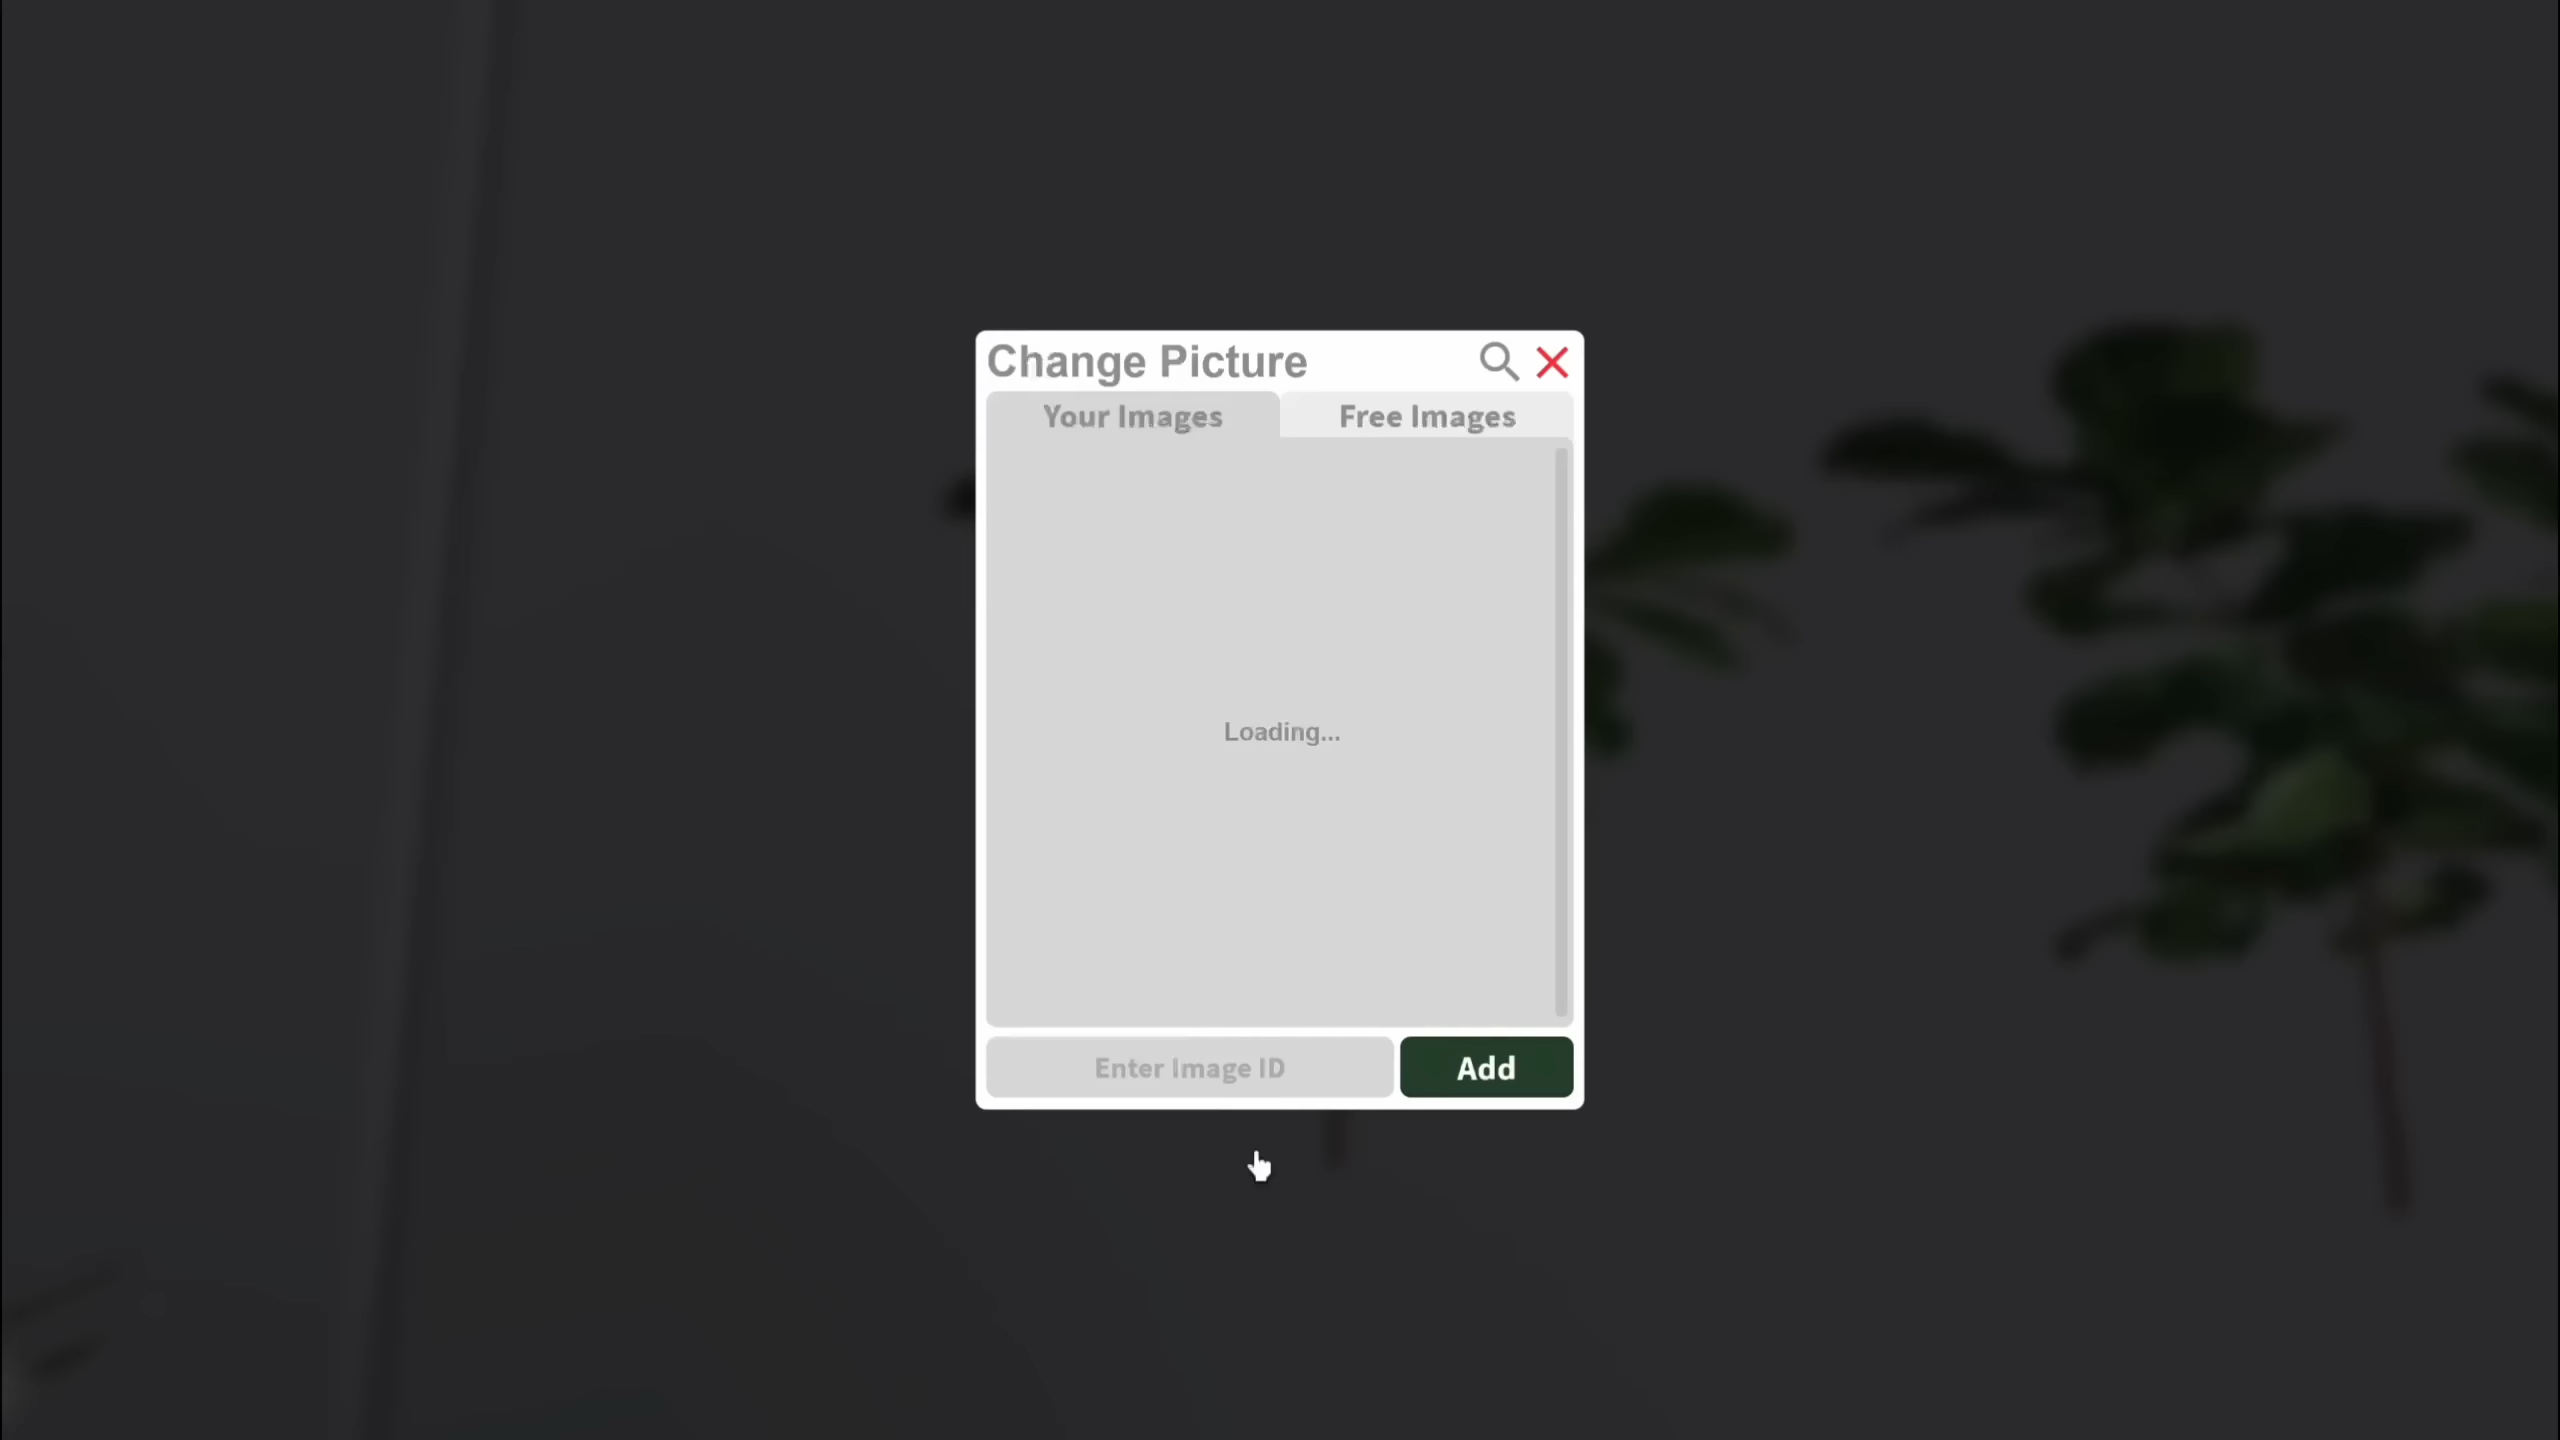 Change Picture
Your Images
Free Images
Loading...
Enter Image ID
Add